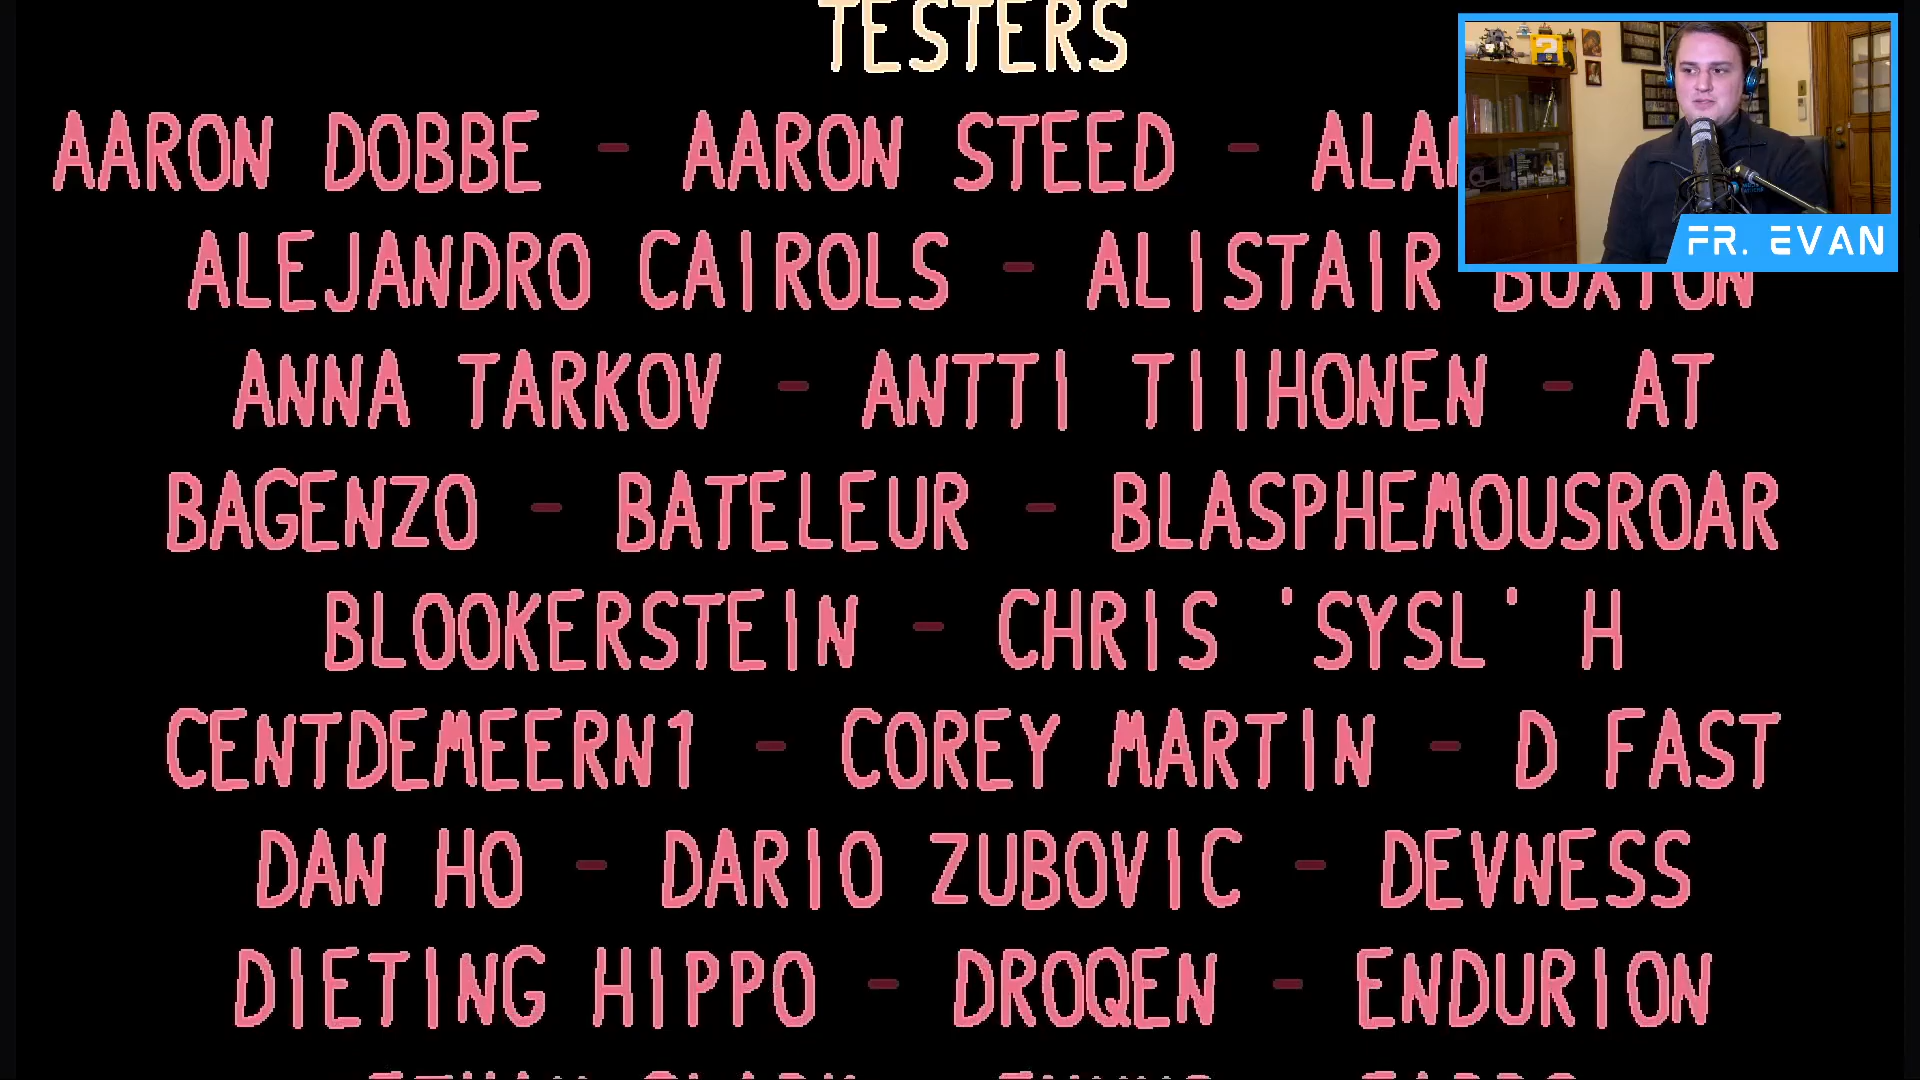 TESTERS
AARON DOBBE - AARON STEED -
ALEJANDRO CAIROLS - ALISTAIR BUXTON
ANNA TARKOV - ANTTI TIIHONEN - AT
BAGENZO - BATELEUR - BLASPHEMOUSROAR
BLOOKERSTEIN - CHRIS 'SYSL' H
CENTDEMEERN1 - COREY MARTIN - D FAST
DAN HO - DARIO ZUBOVIC - DEVNESS
DIETING HIPPO - DROQEN - ENDURION
FR. EVAN